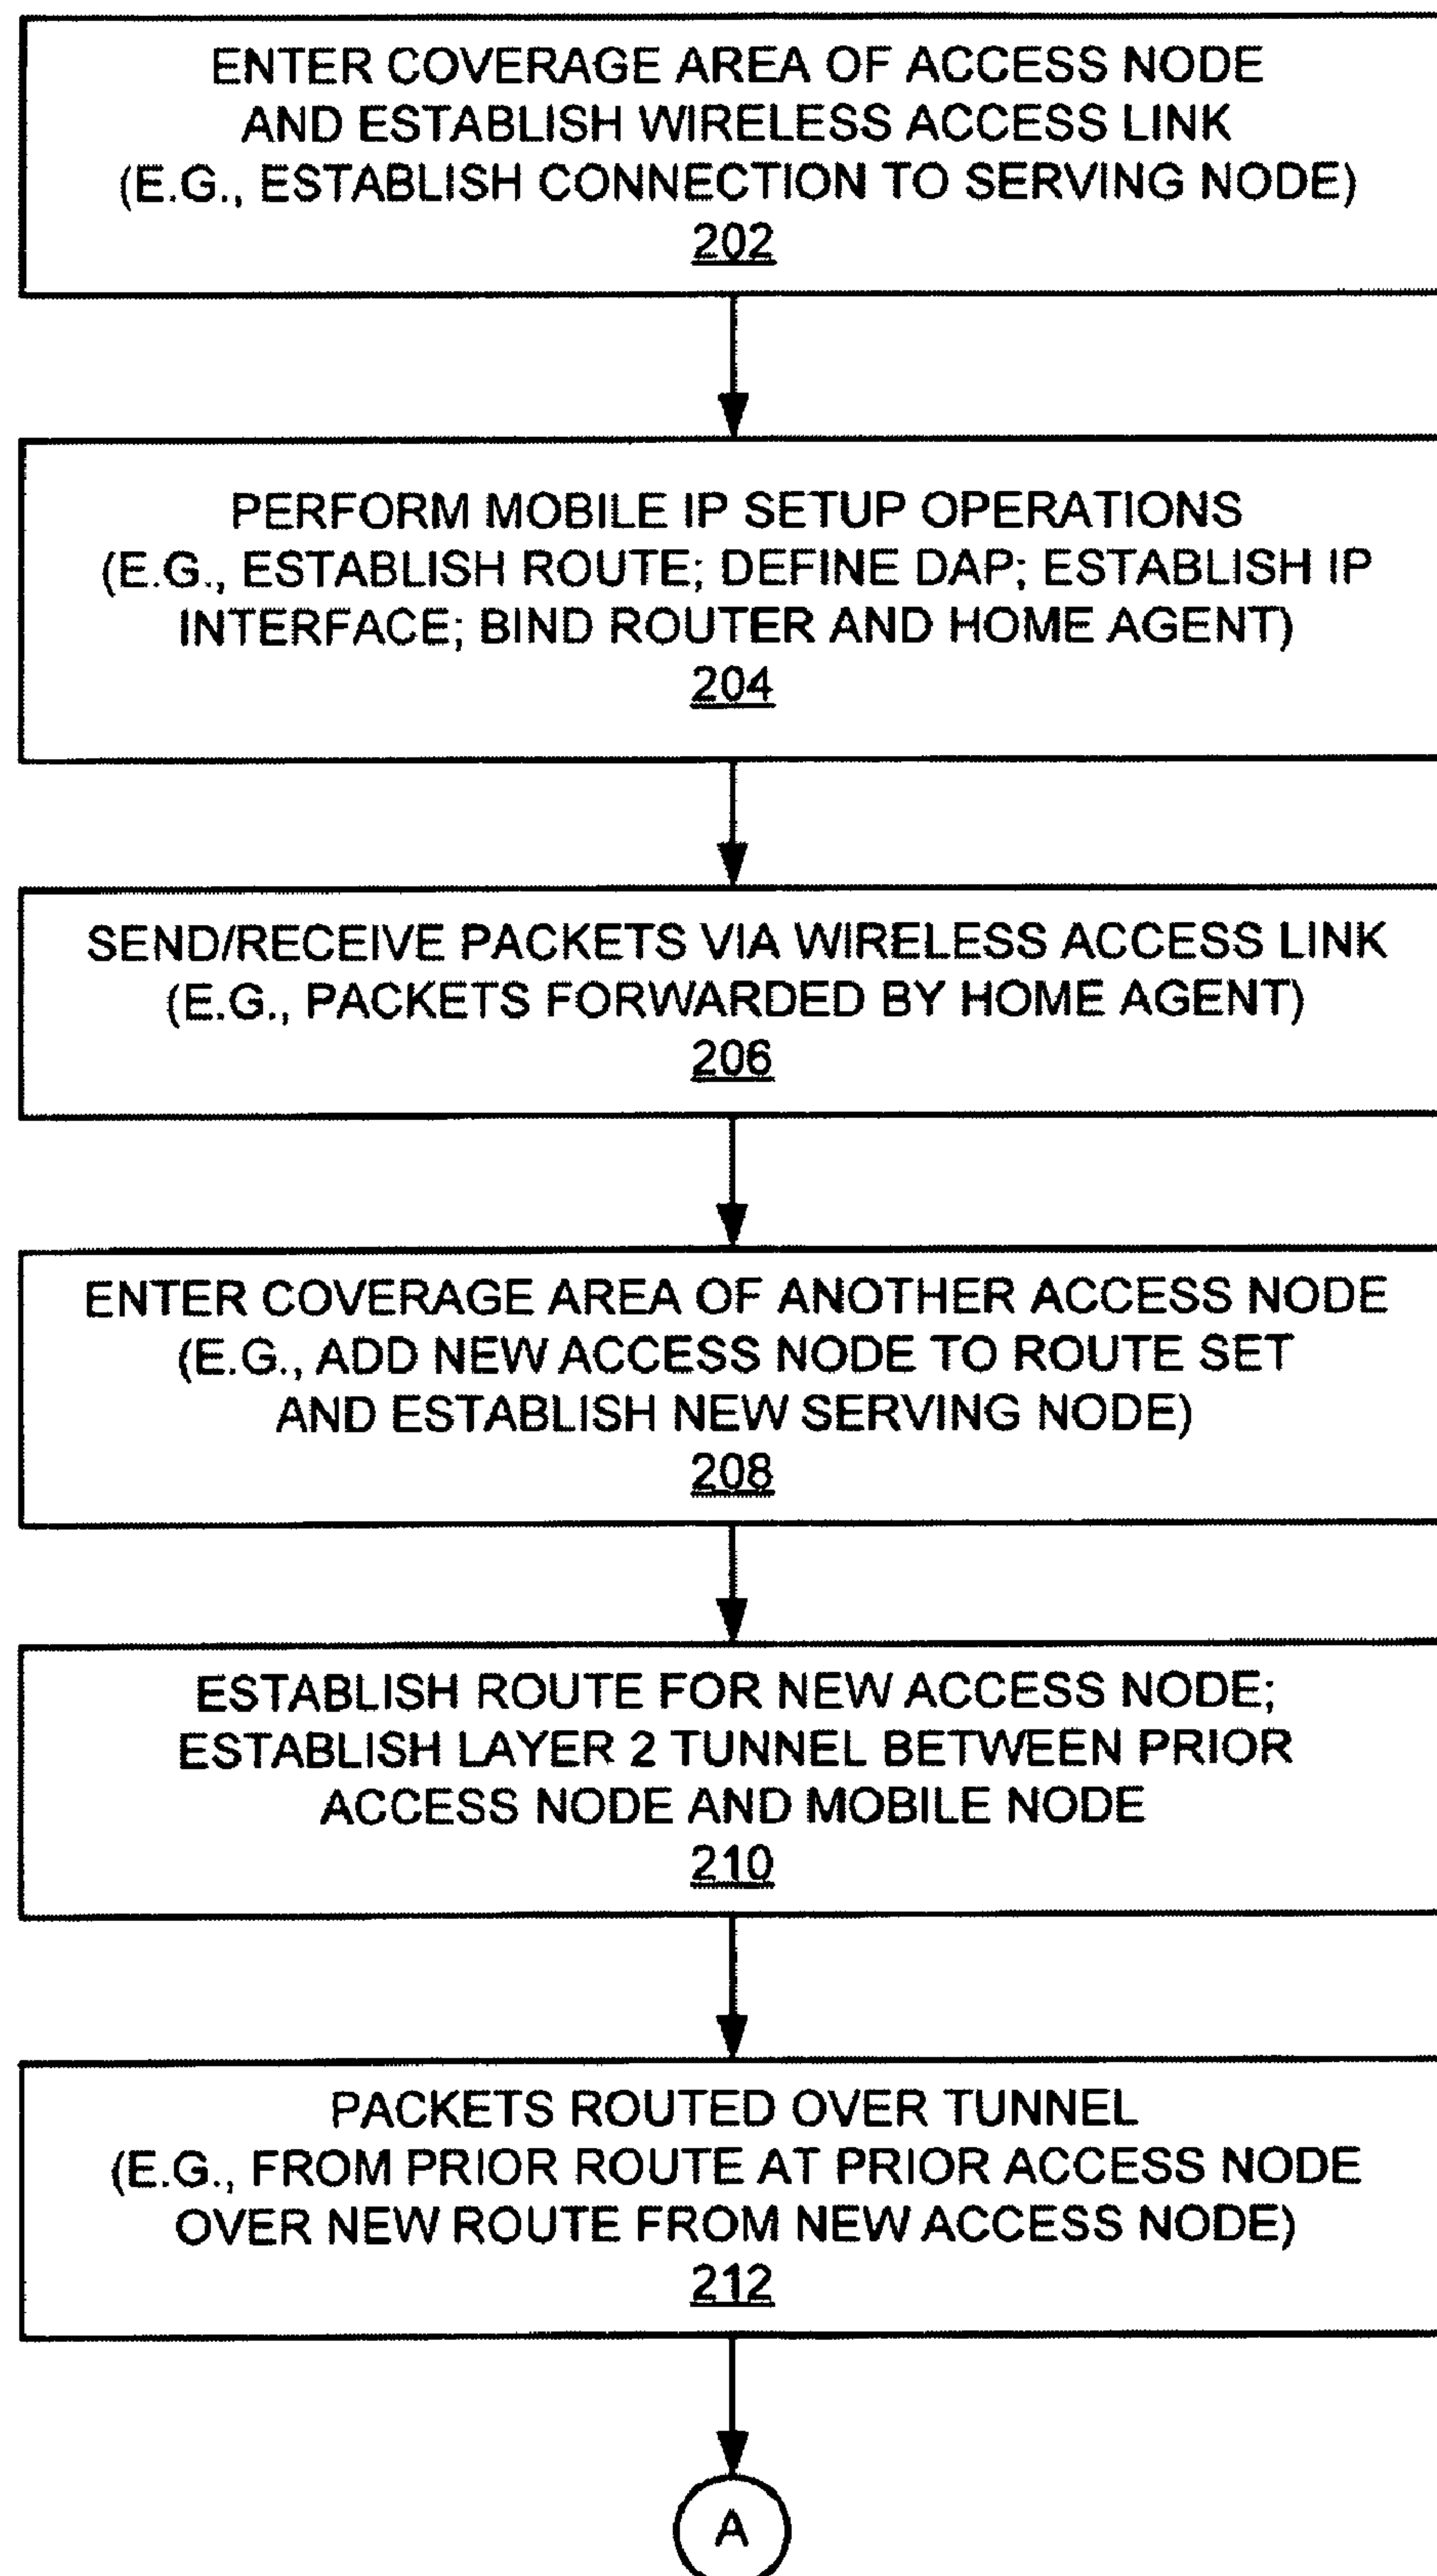 ENTER COVERAGE AREA OF ACCESS NODE
AND ESTABLISH WIRELESS ACCESS LINK
(E.G., ESTABLISH CONNECTION TO SERVING NODE)
202
PERFORM MOBILE IP SETUP OPERATIONS
(E.G., ESTABLISH ROUTE; DEFINE DAP; ESTABLISH IP
INTERFACE; BIND ROUTER AND HOME AGENT)
204
SEND/RECEIVE PACKETS VIA WIRELESS ACCESS LINK
(E.G., PACKETS FORWARDED BY HOME AGENT)
206
ENTER COVERAGE AREA OF ANOTHER ACCESS NODE
(E.G., ADD NEW ACCESS NODE TO ROUTE SET
AND ESTABLISH NEW SERVING NODE)
208
ESTABLISH ROUTE FOR NEW ACCESS NODE;
ESTABLISH LAYER 2 TUNNEL BETWEEN PRIOR
ACCESS NODE AND MOBILE NODE
210
PACKETS ROUTED OVER TUNNEL
(E.G., FROM PRIOR ROUTE AT PRIOR ACCESS NODE
OVER NEW ROUTE FROM NEW ACCESS NODE)
212
A